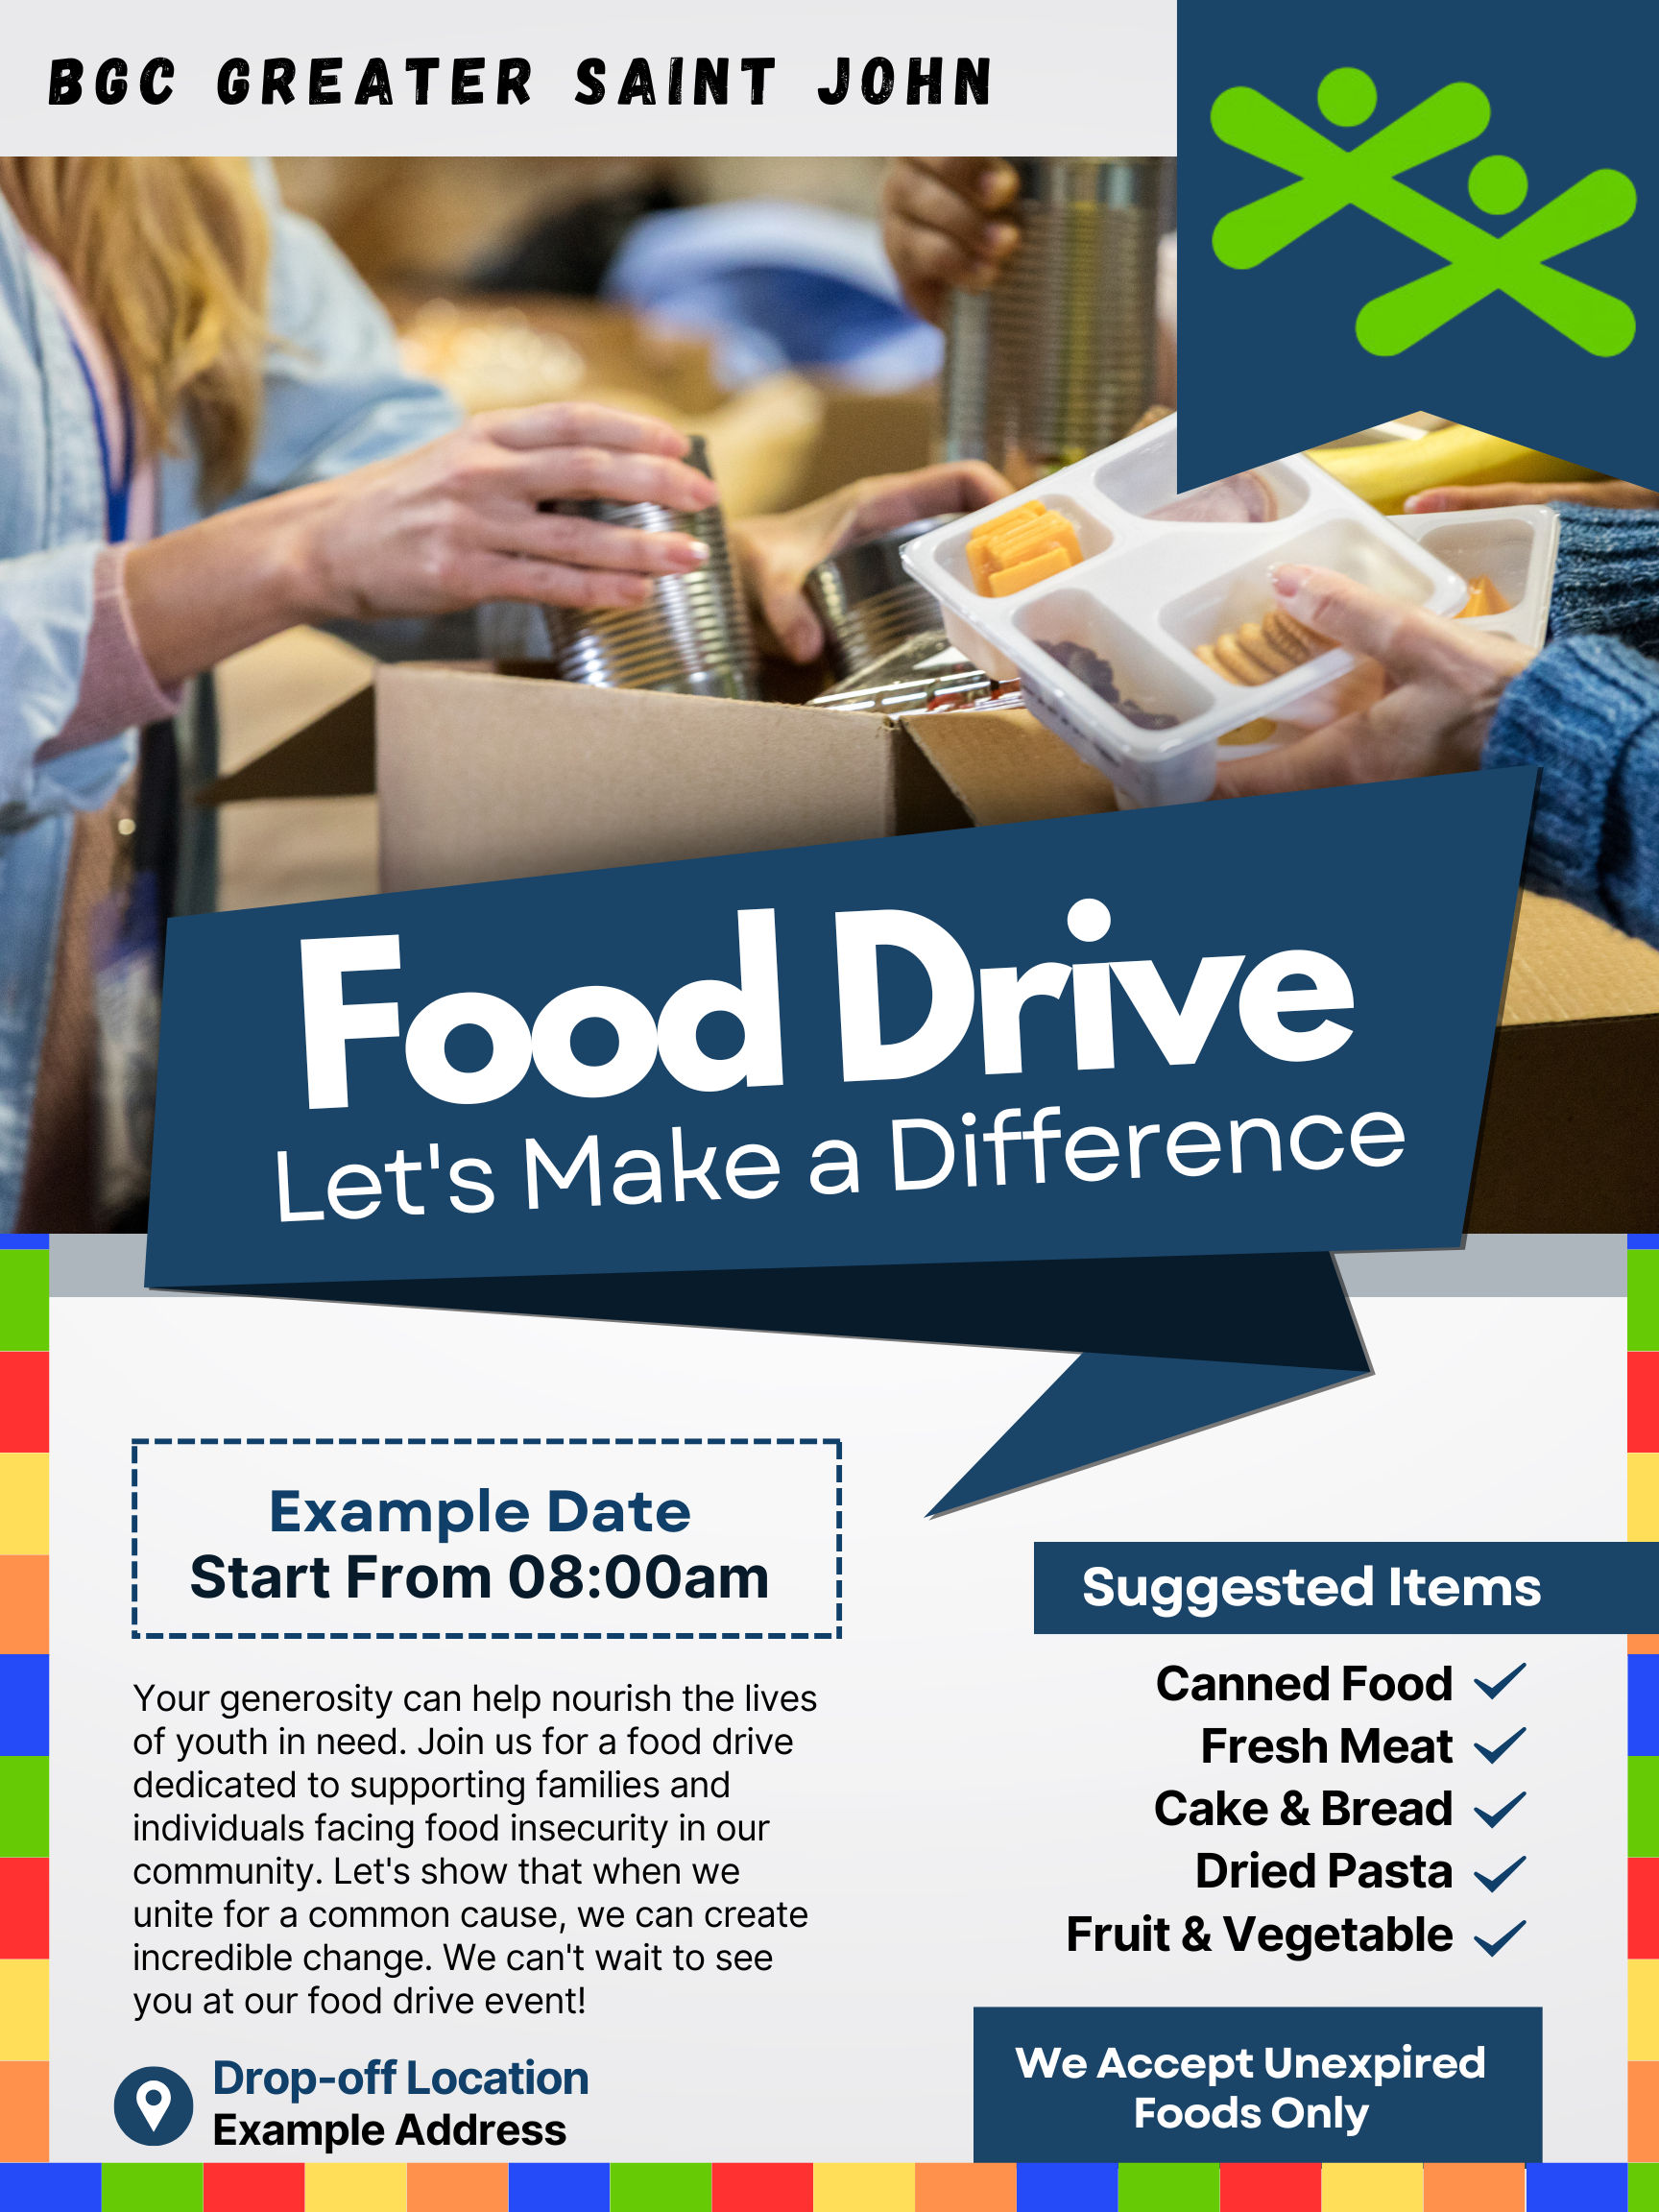 BGC GREATER SAINT JOHN
Food Drive
Let's Make a Difference
Example Date
Start From 08:00am
Your generosity can help nourish the lives
of youth in need. Join us for a food drive
dedicated to supporting families and
individuals facing food insecurity in our
community. Let's show that when we
unite for a common cause, we can create
incredible change. We can't wait to see
you at our food drive event!
Drop-off Location
Example Address
Suggested Items
Canned Food
Fresh Meat
Cake & Bread
Dried Pasta
Fruit & Vegetable
We Accept Unexpired
Foods Only